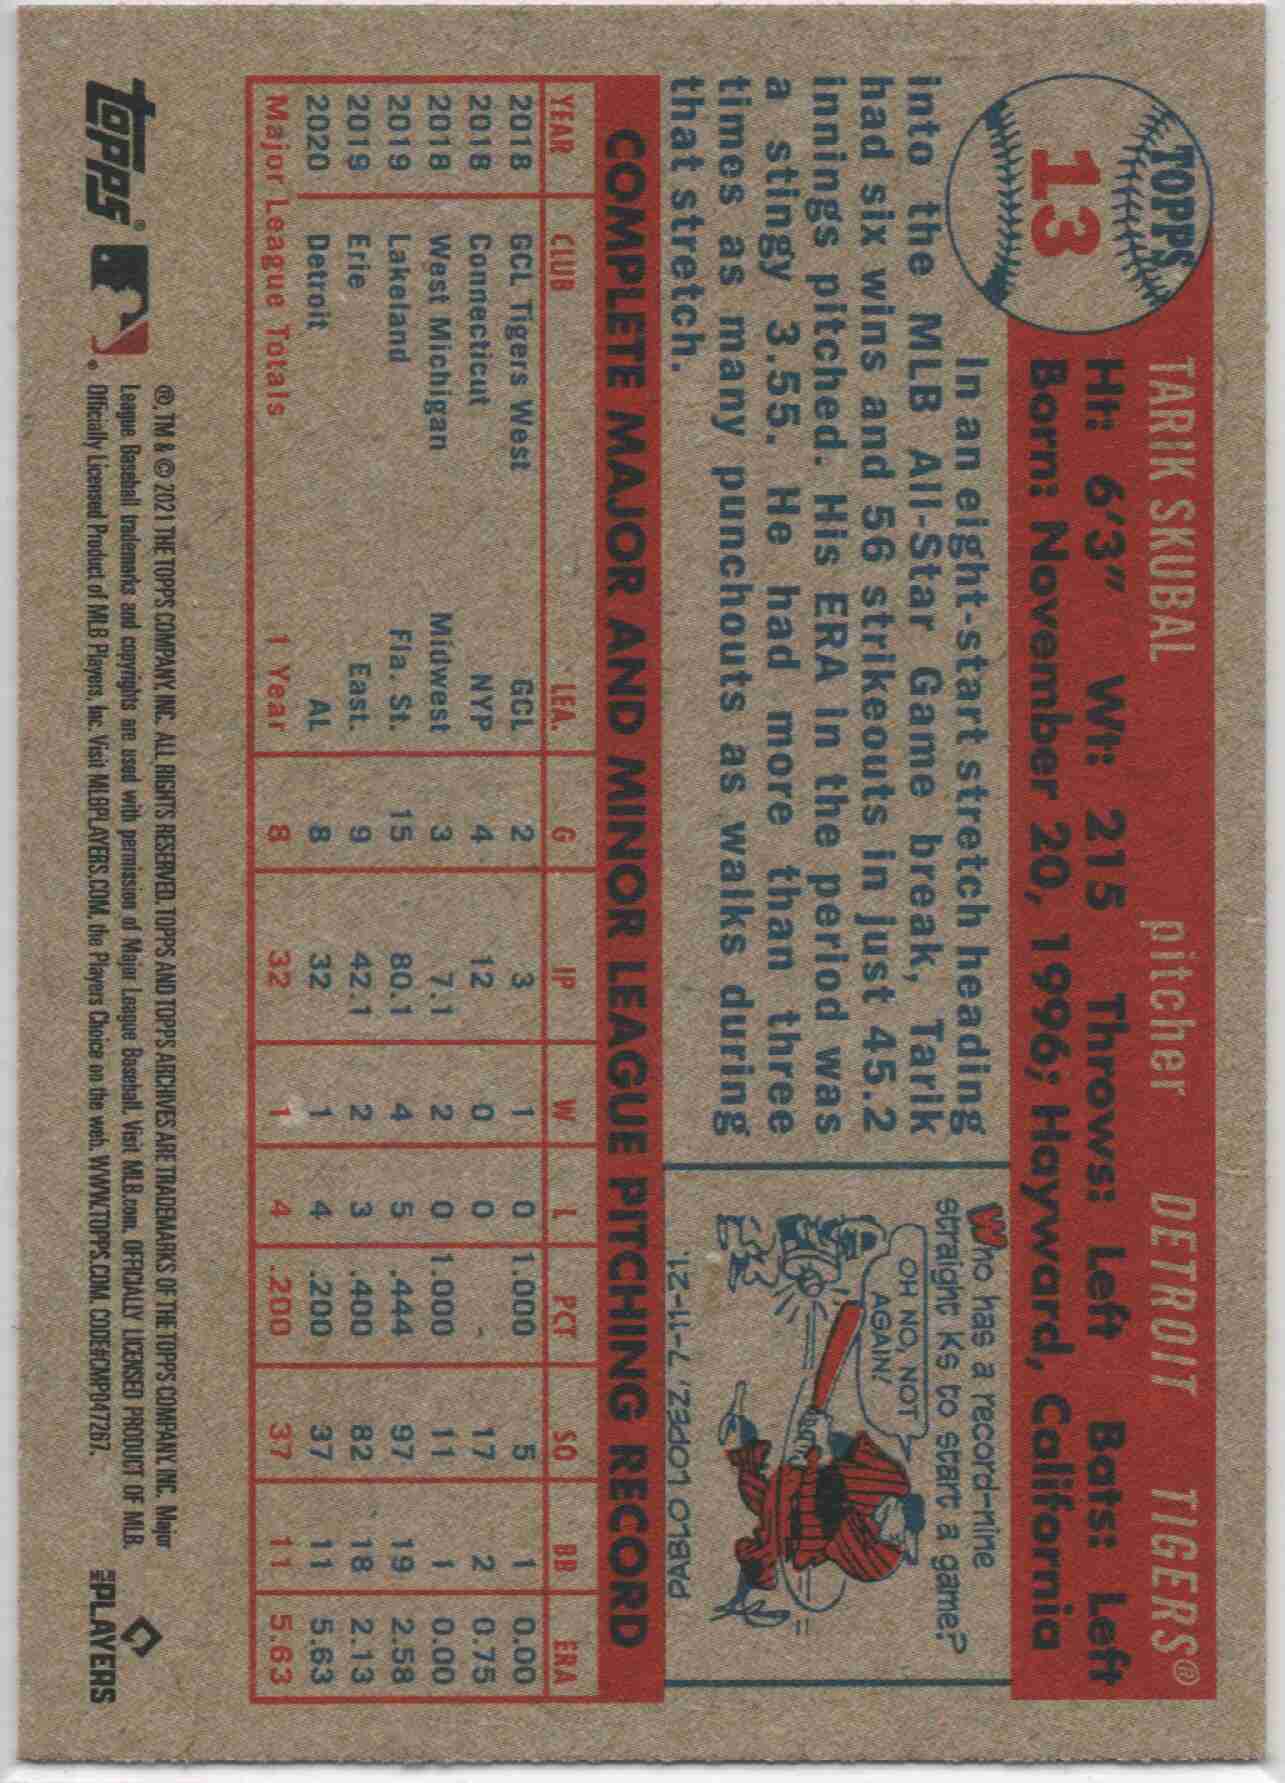 TOPPS
13
TARIK SKUBAL pitcher DETROIT TIGERS®
Ht: 6'3" Wt: 215 Throws: Left Bats: Left
Born: November 20, 1996; Hayward, California
In an eight-start stretch heading
into the MLB All-Star Game break, Tarik
had six wins and 56 strikeouts in just 45.2
innings pitched. His ERA in the period was
a stingy 3.55. He had more than three
times as many punchouts as walks during
that stretch.
Who has a record-nine
straight Ks to start a game?
OH NO, NOT
AGAIN!
PABLO LOPEZ, 7-11-21.
COMPLETE MAJOR AND MINOR LEAGUE PITCHING RECORD
YEAR CLUB LEA. G IP W L PCT SO BB ERA
2018 GCL Tigers West GCL 2 3 1 0 1.000 5 1 0.00
2018 Connecticut NYP 4 12 0 0 - 17 2 0.75
2018 West Michigan Midwest 3 7.1 2 0 1.000 11 1 0.00
2019 Lakeland Fla. St. 15 80.1 4 5 .444 97 19 2.58
2019 Erie East. 9 42.1 2 3 .400 82 18 2.13
2020 Detroit AL 8 32 1 4 .200 37 11 5.63
Major League Totals 1 Year 8 32 1 4 .200 37 11 5.63
topps®
®
®, TM & © 2021 THE TOPPS COMPANY, INC. ALL RIGHTS RESERVED. TOPPS AND TOPPS ARCHIVES ARE TRADEMARKS OF THE TOPPS COMPANY, INC. Major
League Baseball trademarks and copyrights are used with permission of Major League Baseball. Visit MLB.com. OFFICIALLY LICENSED PRODUCT OF MLB.
Officially Licensed Product of MLB Players, Inc. Visit MLBPLAYERS.COM, the Players Choice on the web. WWW.TOPPS.COM. CODE#CMP047267.
MLB PLAYERS